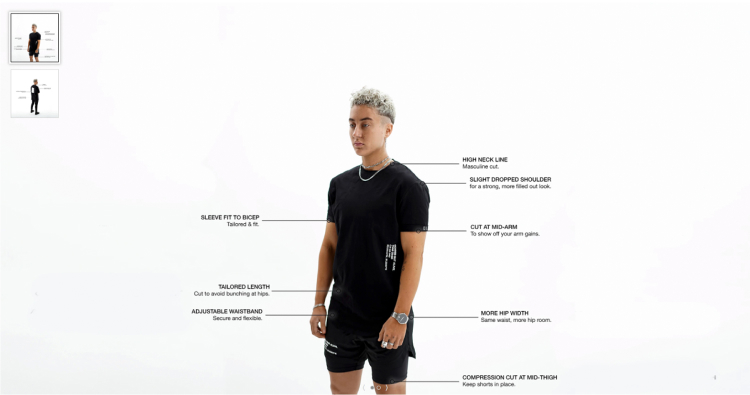 HIGH NECK LINE
Masculine cut.
SLIGHT DROPPED SHOULDER
for a strong, more filled out look.
SLEEVE FIT TO BICEP
Tailored & fit.
CUT AT MID-ARM
To show off your arm gains.
TAILORED LENGTH
Cut to avoid bunching at hips.
ADJUSTABLE WAISTBAND
Secure and flexible.
MORE HIP WIDTH
Same waist, more hip room.
COMPRESSION CUT AT MID-THIGH
Keep shorts in place.